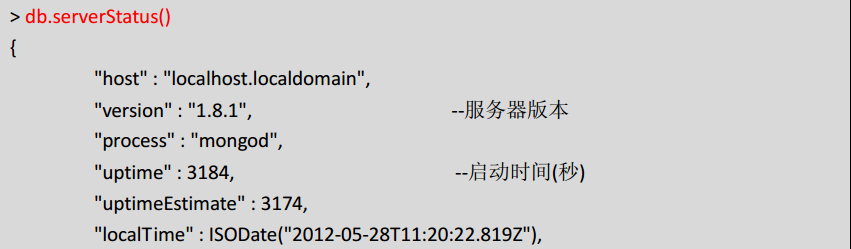 > db.serverStatus()
{
"host" : "localhost.localdomain",
"version" : "1.8.1", --服务器版本
"process" : "mongod",
"uptime" : 3184, --启动时间(秒)
"uptimeEstimate" : 3174,
"localTime" : ISODate("2012-05-28T11:20:22.819Z"),